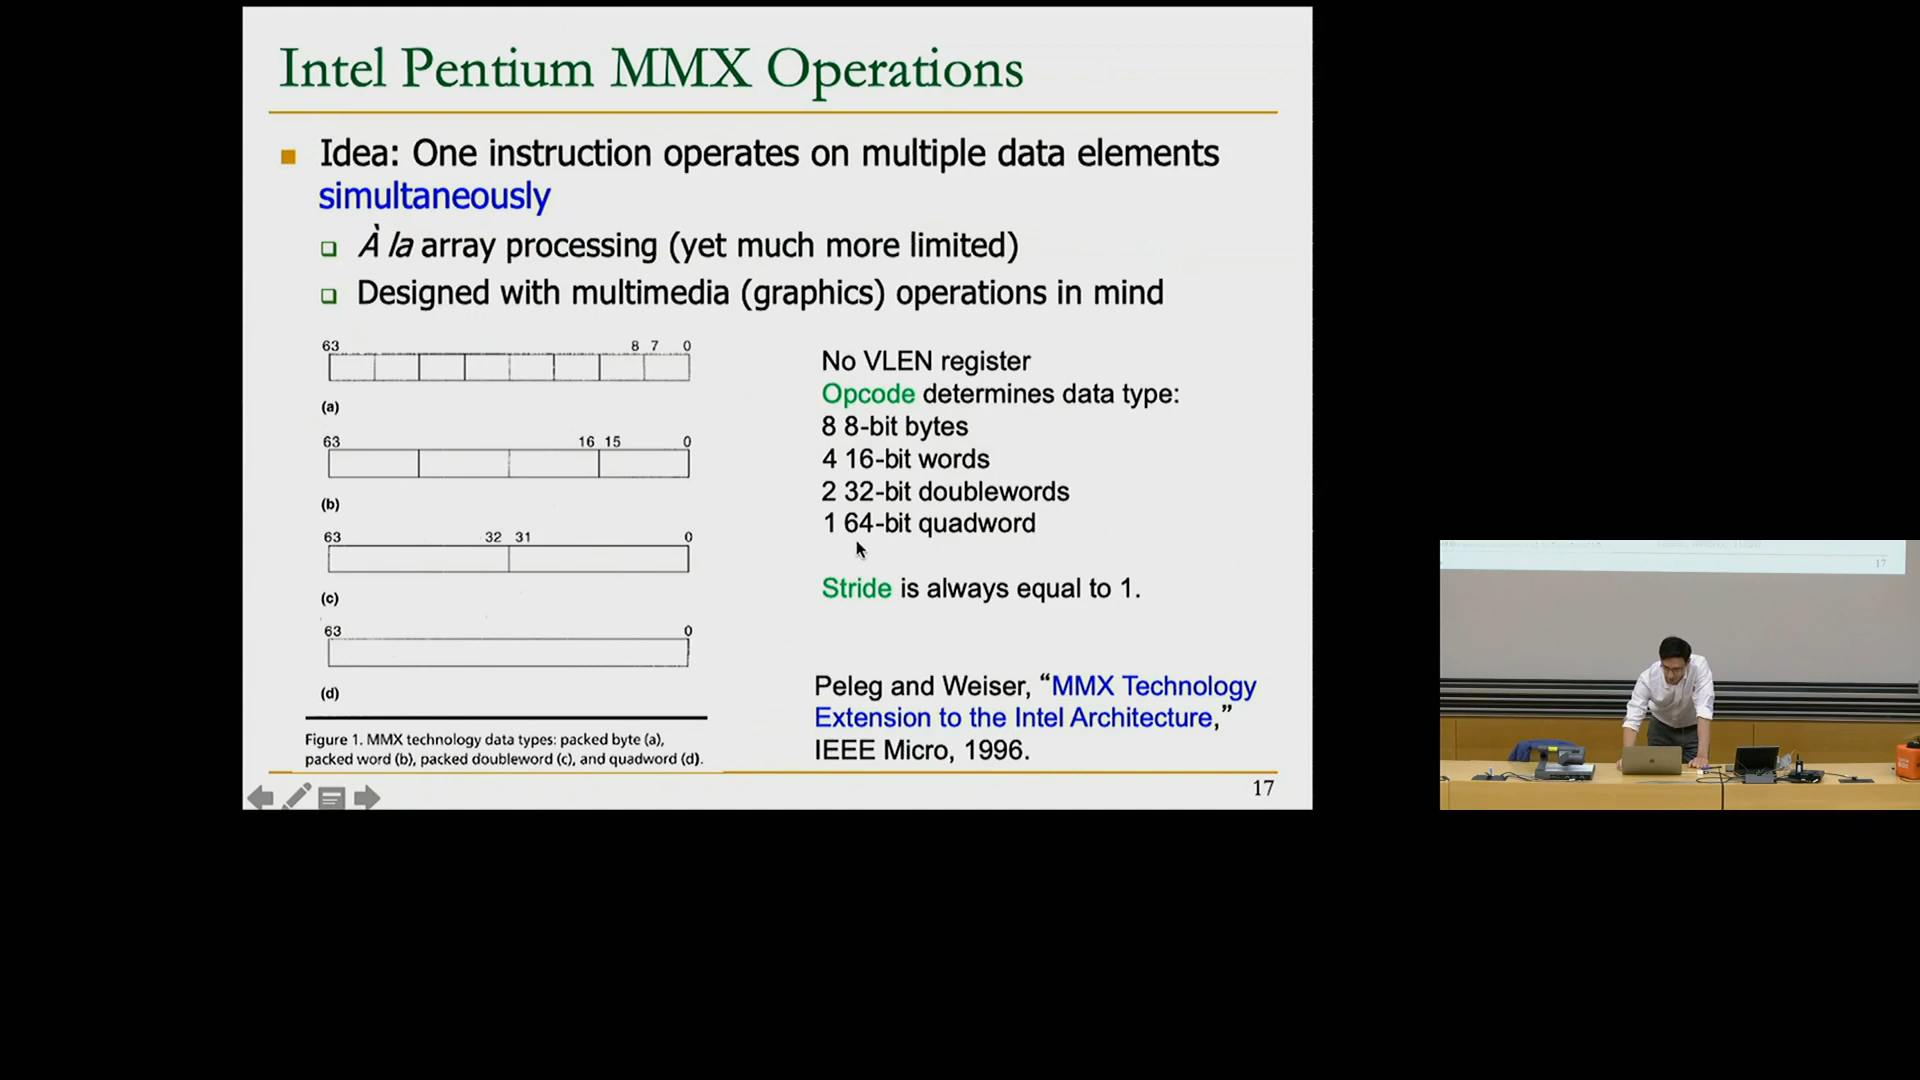 Intel Pentium MMX Operations
Idea: One instruction operates on multiple data elements
simultaneously
À la array processing (yet much more limited)
Designed with multimedia (graphics) operations in mind
63 8 7 0
(a)
63 16 15 0
(b)
63 32 31 0
(c)
63 0
(d)
Figure 1. MMX technology data types: packed byte (a),
packed word (b), packed doubleword (c), and quadword (d).
No VLEN register
Opcode determines data type:
8 8-bit bytes
4 16-bit words
2 32-bit doublewords
1 64-bit quadword
Stride is always equal to 1.
Peleg and Weiser, “MMX Technology
Extension to the Intel Architecture,”
IEEE Micro, 1996.
17
17